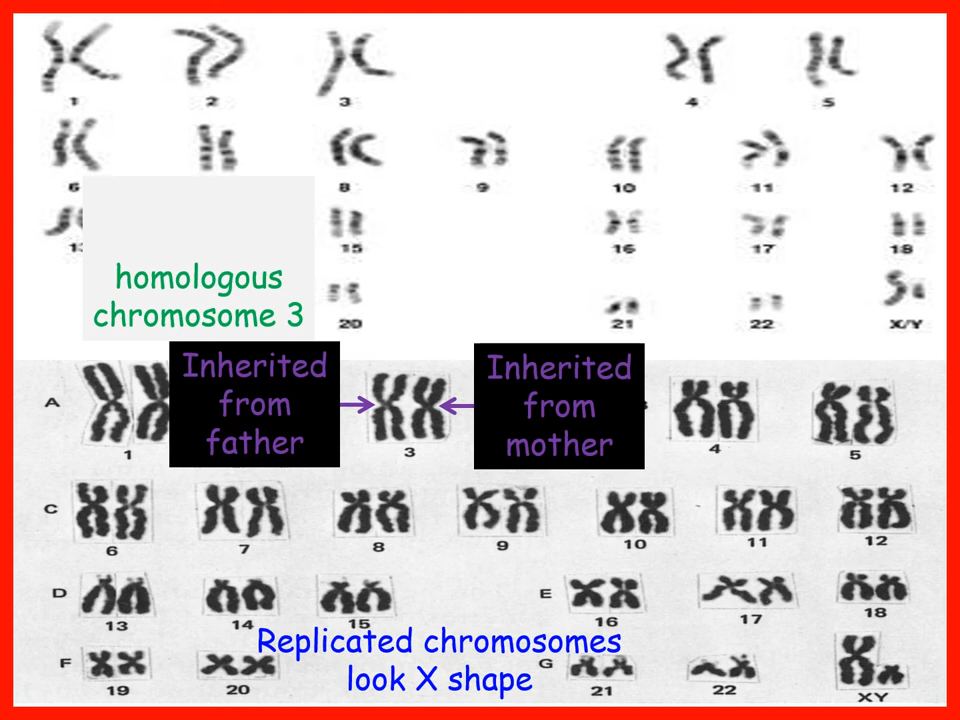 1 2 3 4 5
6 8 9 10 11 12
15 16 17 18
homologous
chromosome 3
20 21 22 X/Y
Inherited
from
father
Inherited
from
mother
A 1 3 4 5
C 6 7 8 9 10 11 12
D 13 14 15 E 16 17 18
Replicated chromosomes
look X shape
F 19 20 G 21 22 XY